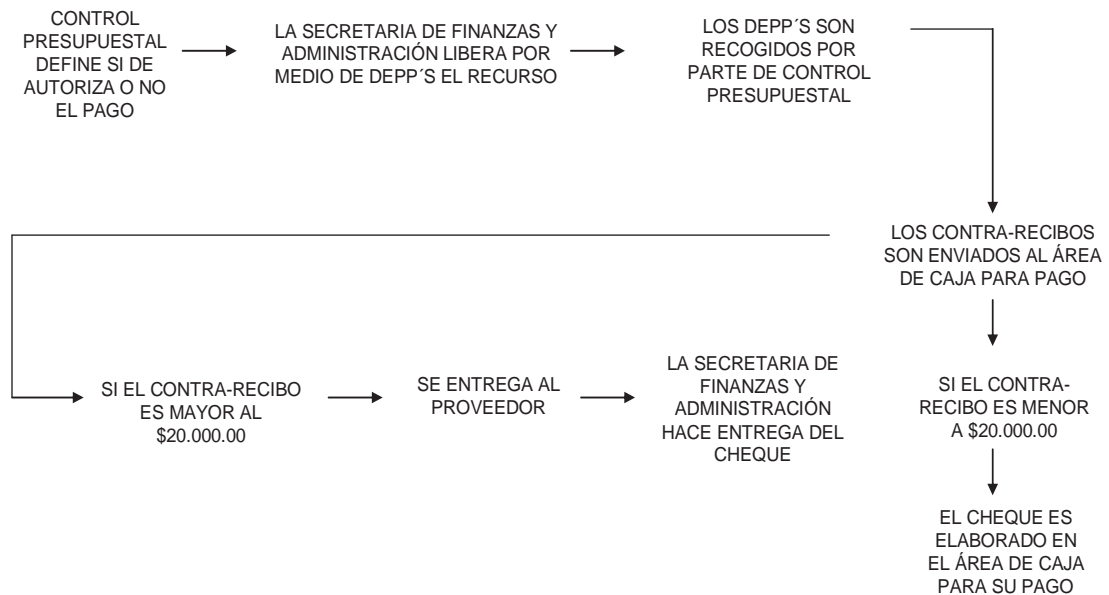 CONTROL
PRESUPUESTAL
DEFINE SI DE
AUTORIZA O NO
EL PAGO
LA SECRETARIA DE FINANZAS Y
ADMINISTRACIÓN LIBERA POR
MEDIO DE DEPP´S EL RECURSO
LOS DEPP´S SON
RECOGIDOS POR
PARTE DE CONTROL
PRESUPUESTAL
LOS CONTRA-RECIBOS
SON ENVIADOS AL ÁREA
DE CAJA PARA PAGO
SI EL CONTRA-RECIBO
ES MAYOR AL
$20.000.00
SE ENTREGA AL
PROVEEDOR
LA SECRETARIA DE
FINANZAS Y
ADMINISTRACIÓN
HACE ENTREGA DEL
CHEQUE
SI EL CONTRA-
RECIBO ES MENOR
A $20.000.00
EL CHEQUE ES
ELABORADO EN
EL ÁREA DE CAJA
PARA SU PAGO